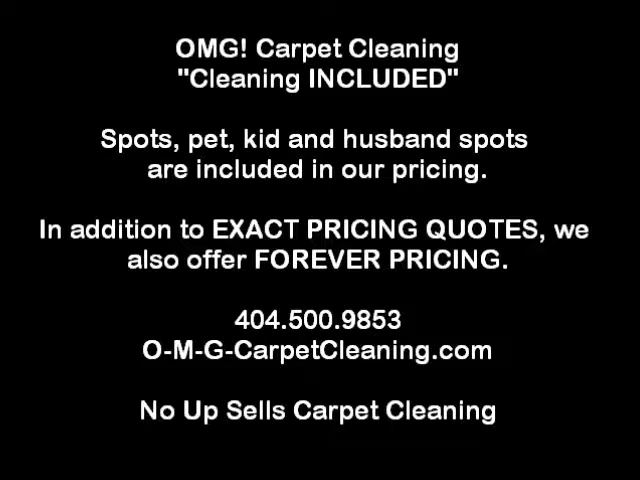 OMG! Carpet Cleaning
"Cleaning INCLUDED"
Spots, pet, kid and husband spots
are included in our pricing.
In addition to EXACT PRICING QUOTES, we
also offer FOREVER PRICING.
404.500.9853
O-M-G-CarpetCleaning.com
No Up Sells Carpet Cleaning